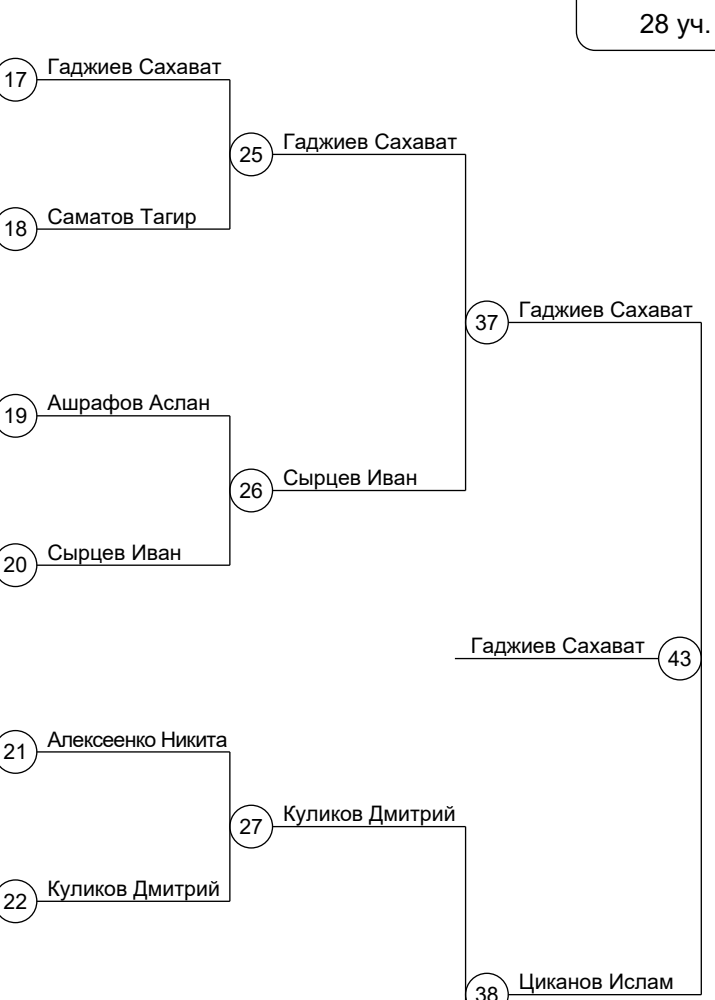 28 уч.
17 Гаджиев Сахават
25 Гаджиев Сахават
18 Саматов Тагир
37 Гаджиев Сахават
19 Ашрафов Аслан
26 Сырцев Иван
20 Сырцев Иван
Гаджиев Сахават 43
21 Алексеенко Никита
27 Куликов Дмитрий
22 Куликов Дмитрий
38 Циканов Ислам